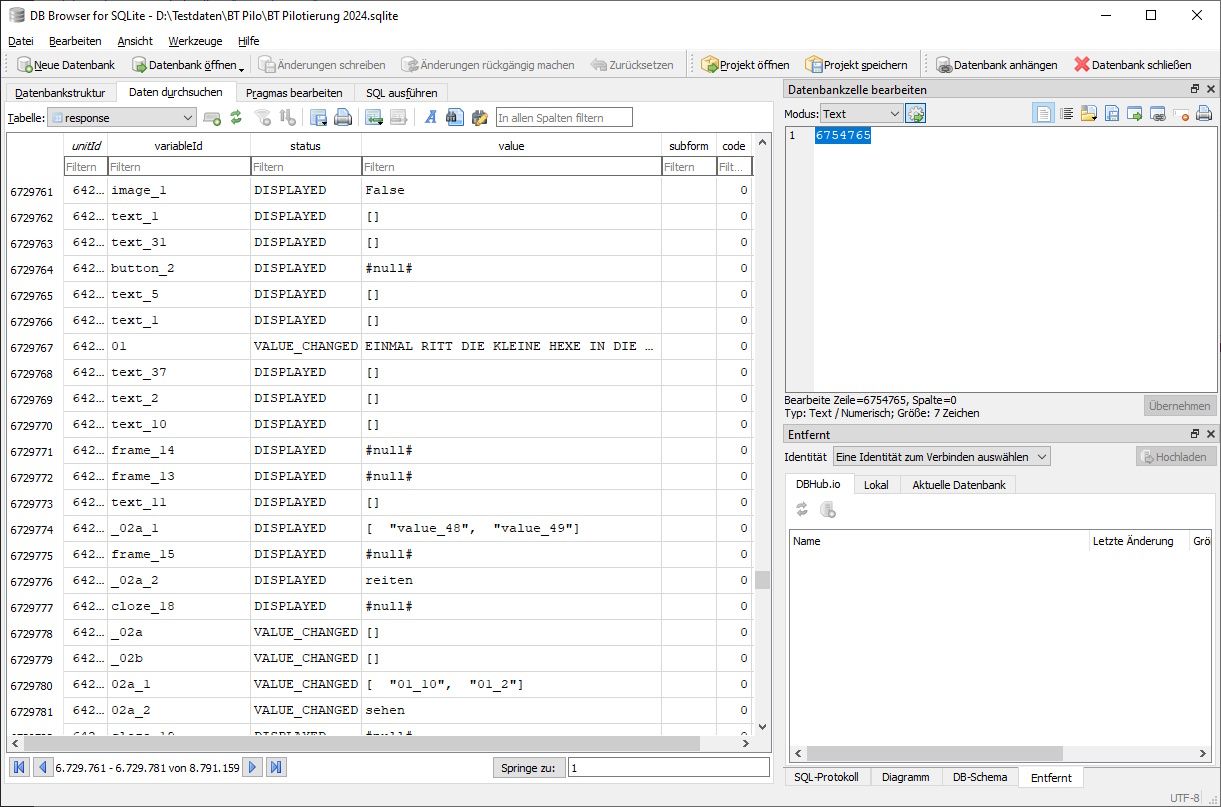 DB Browser for SQLite - D:\Testdaten\BT Pilo\BT Pilotierung 2024.sqlite
Datei Bearbeiten Ansicht Werkzeuge Hilfe
Neue Datenbank Datenbank öffnen Änderungen schreiben Änderungen rückgängig machen Zurücksetzen Projekt öffnen Projekt speichern Datenbank anhängen Datenbank schließen
Datenbankstruktur Daten durchsuchen Pragmas bearbeiten SQL ausführen
Tabelle: response In allen Spalten filtern
unitId variableId status value subform code
Filtern Filtern Filtern Filtern Filtern Filt...
6729761 642... image_1 DISPLAYED False 0
6729762 642... text_1 DISPLAYED [] 0
6729763 642... text_31 DISPLAYED [] 0
6729764 642... button_2 DISPLAYED #null# 0
6729765 642... text_5 DISPLAYED [] 0
6729766 642... text_1 DISPLAYED [] 0
6729767 642... 01 VALUE_CHANGED EINMAL RITT DIE KLEINE HEXE IN DIE ... 0
6729768 642... text_37 DISPLAYED [] 0
6729769 642... text_2 DISPLAYED [] 0
6729770 642... text_10 DISPLAYED [] 0
6729771 642... frame_14 DISPLAYED #null# 0
6729772 642... frame_13 DISPLAYED #null# 0
6729773 642... text_11 DISPLAYED [] 0
6729774 642... _02a_1 DISPLAYED [ "value_48", "value_49"] 0
6729775 642... frame_15 DISPLAYED #null# 0
6729776 642... _02a_2 DISPLAYED reiten 0
6729777 642... cloze_18 DISPLAYED #null# 0
6729778 642... _02a VALUE_CHANGED [] 0
6729779 642... _02b VALUE_CHANGED [] 0
6729780 642... 02a_1 VALUE_CHANGED [ "01_10", "01_2"] 0
6729781 642... 02a_2 VALUE_CHANGED sehen 0
6.729.761 - 6.729.781 von 8.791.159 Springe zu: 1
Datenbankzelle bearbeiten
Modus: Text
1 6754765
Bearbeite Zeile=6754765, Spalte=0
Typ: Text / Numerisch; Größe: 7 Zeichen
Übernehmen
Entfernt
Identität Eine Identität zum Verbinden auswählen Hochladen
DBHub.io Lokal Aktuelle Datenbank
Name Letzte Änderung Grö
SQL-Protokoll Diagramm DB-Schema Entfernt
UTF-8